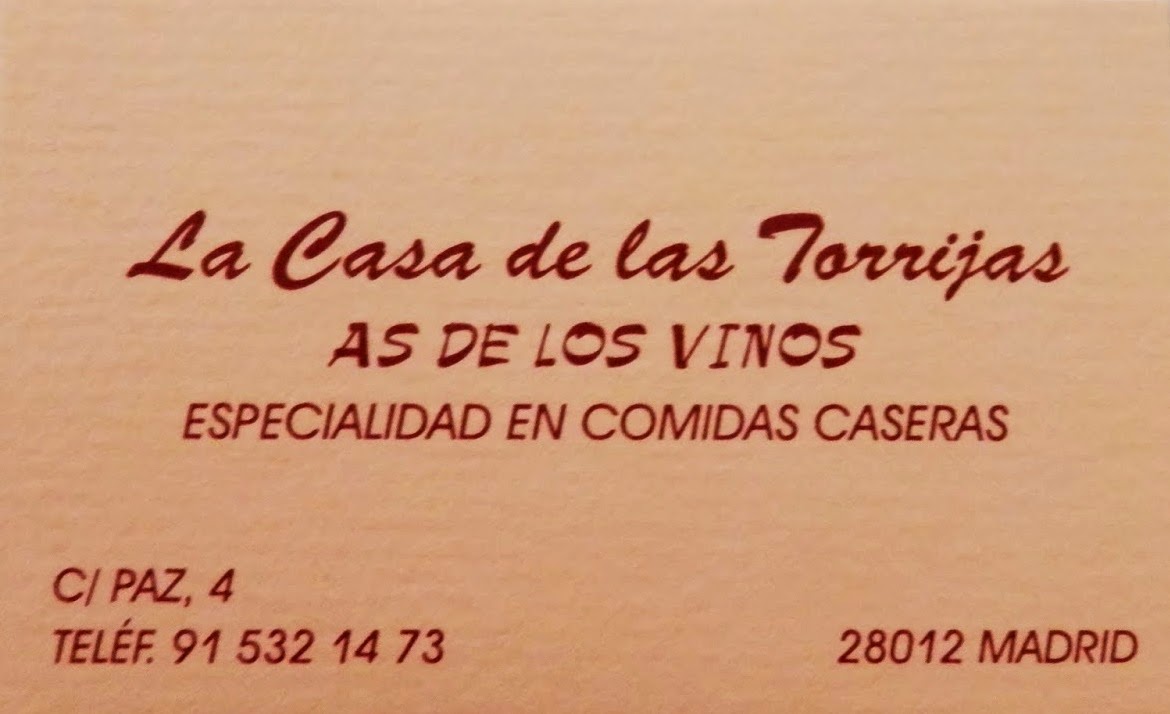 La Casa de las Torrijas
AS DE LOS VINOS
ESPECIALIDAD EN COMIDAS CASERAS
C/ PAZ, 4
TELÉF. 91 532 14 73
28012 MADRID